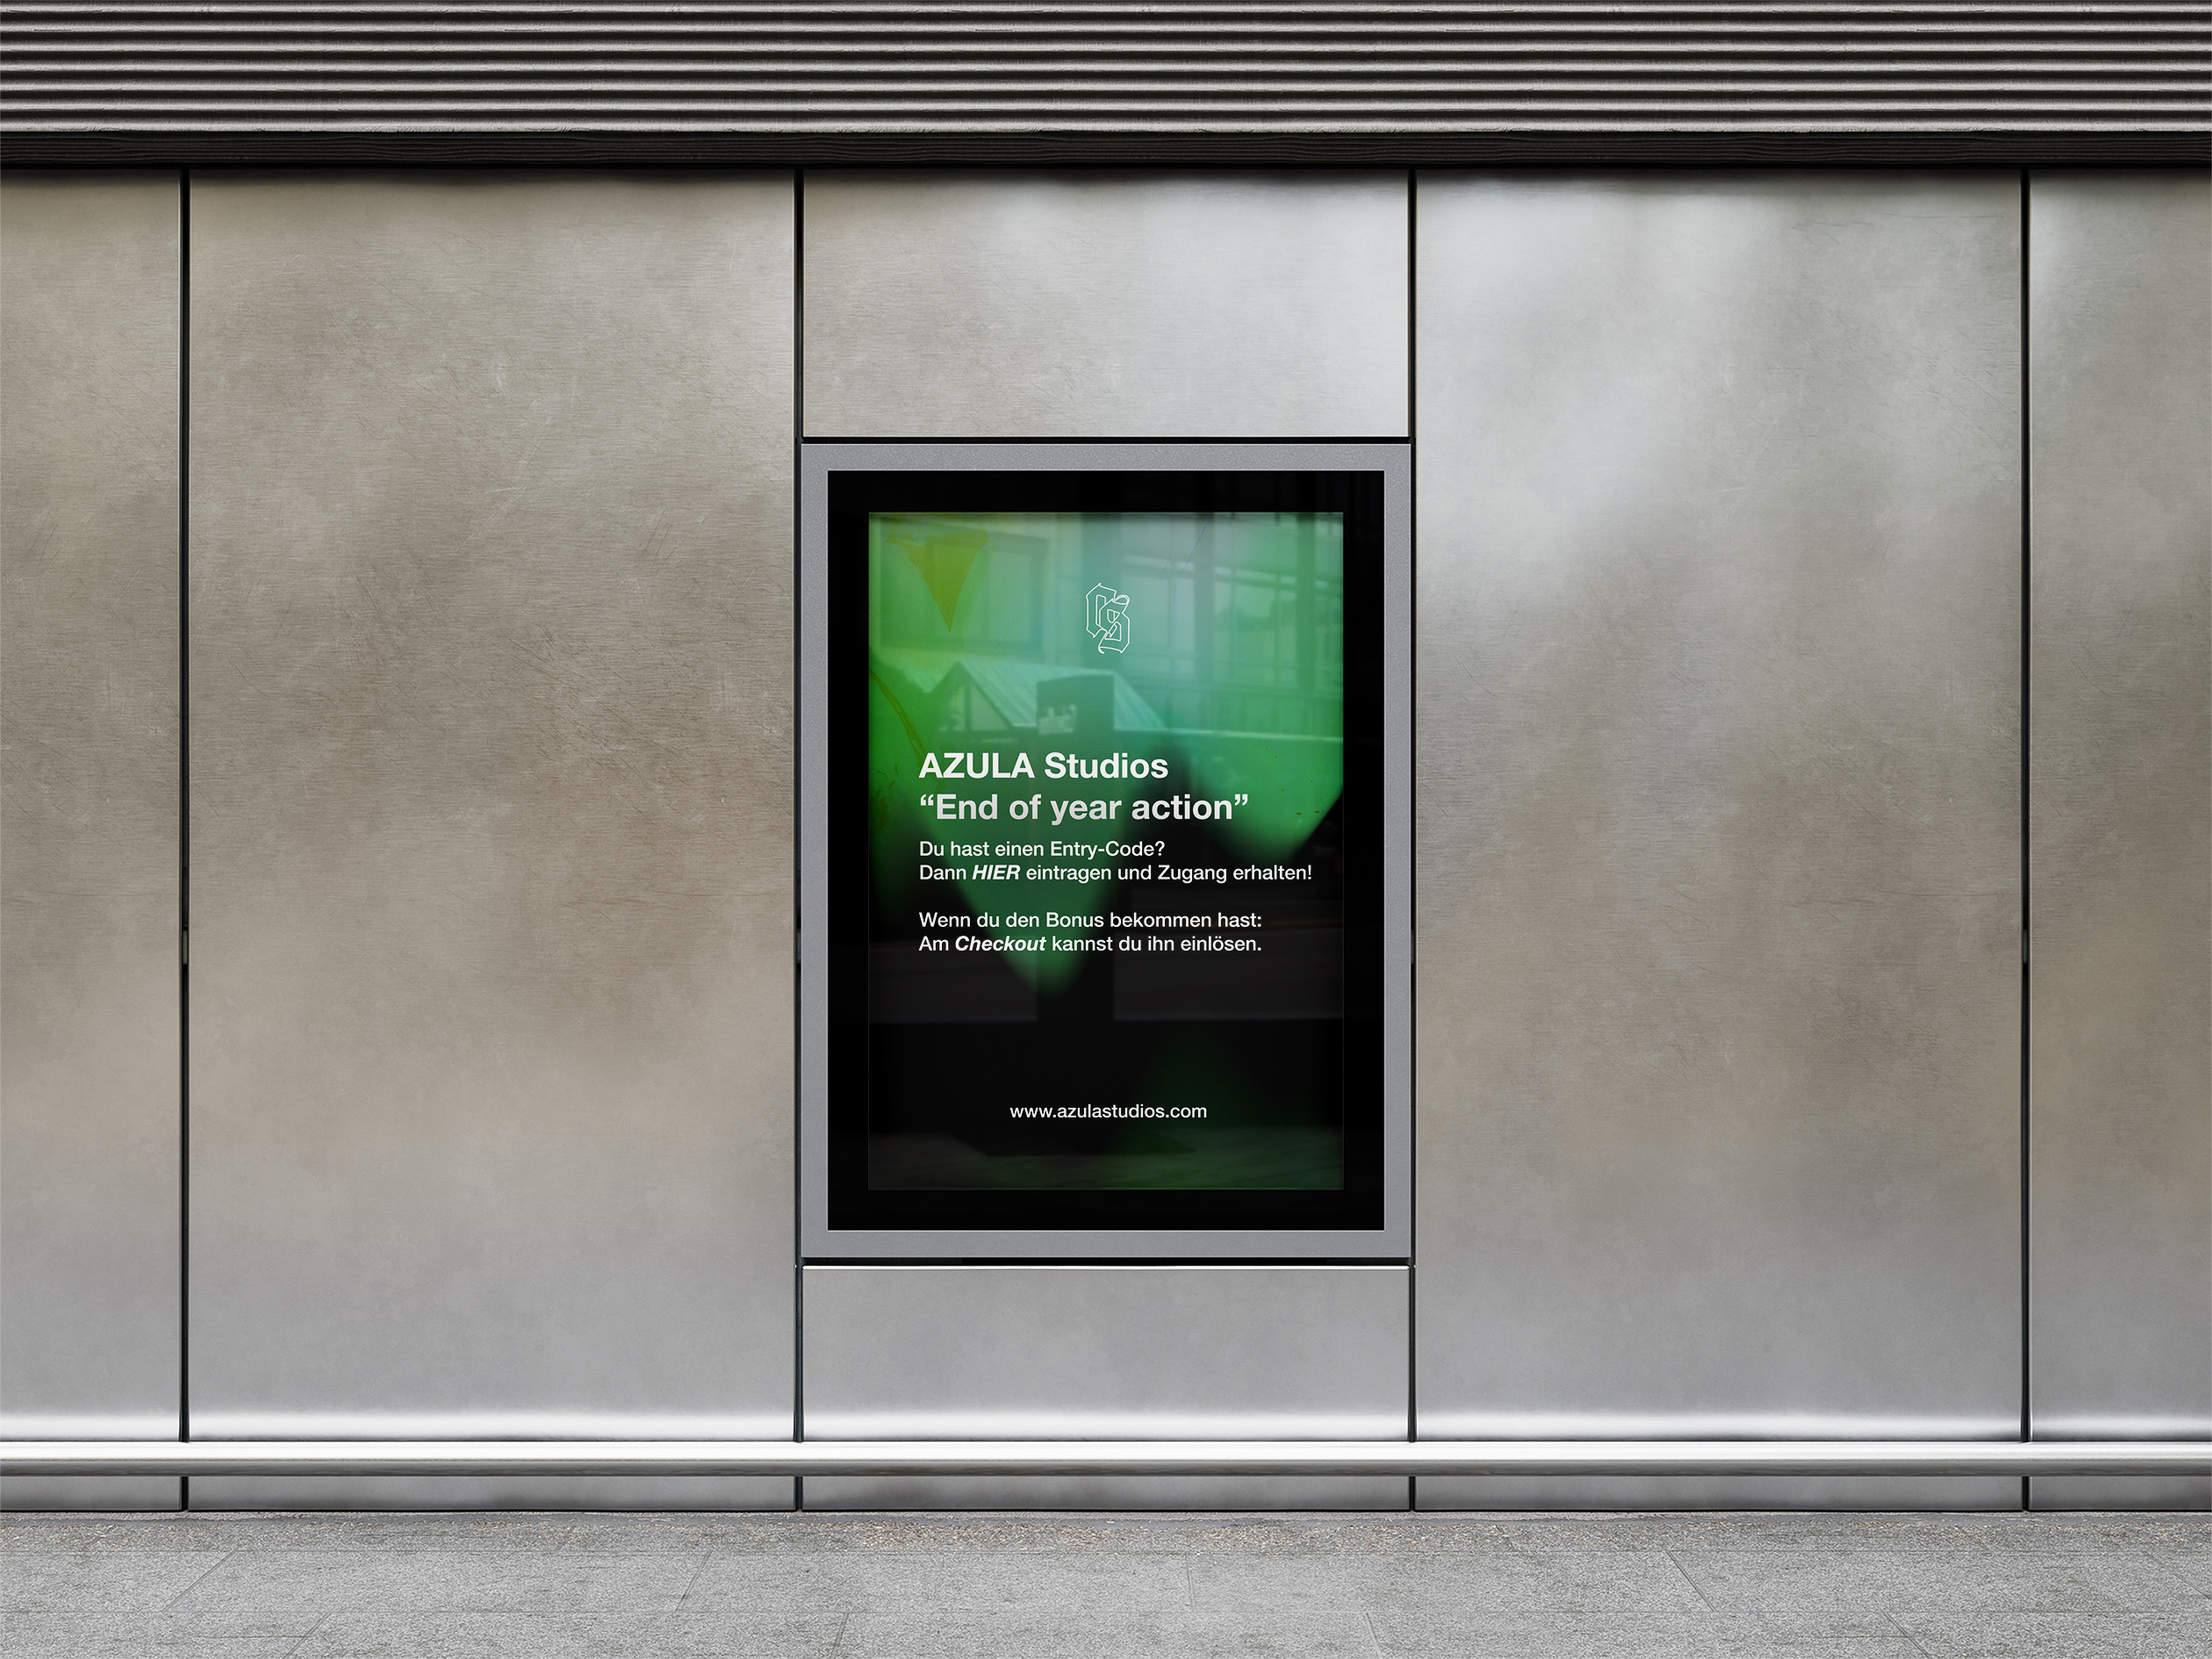 AZULA Studios
“End of year action”
Du hast einen Entry-Code?
Dann HIER eintragen und Zugang erhalten!
Wenn du den Bonus bekommen hast:
Am Checkout kannst du ihn einlösen.
www.azulastudios.com